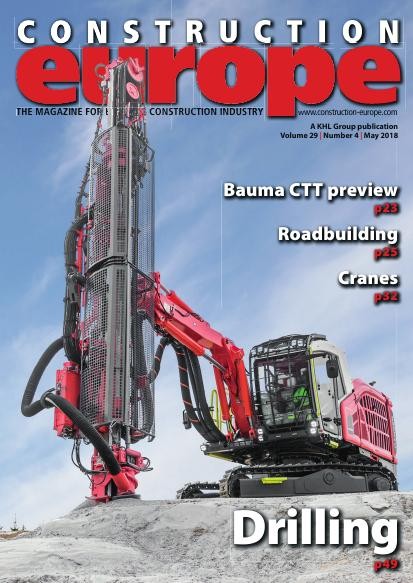 CONSTRUCTION
europe
THE MAGAZINE FOR E CONSTRUCTION INDUSTRY
www.construction-europe.com
A KHL Group publication
Volume 29 | Number 4 | May 2018
Bauma CTT preview
p23
Roadbuilding
p25
Cranes
p32
Drilling
p49